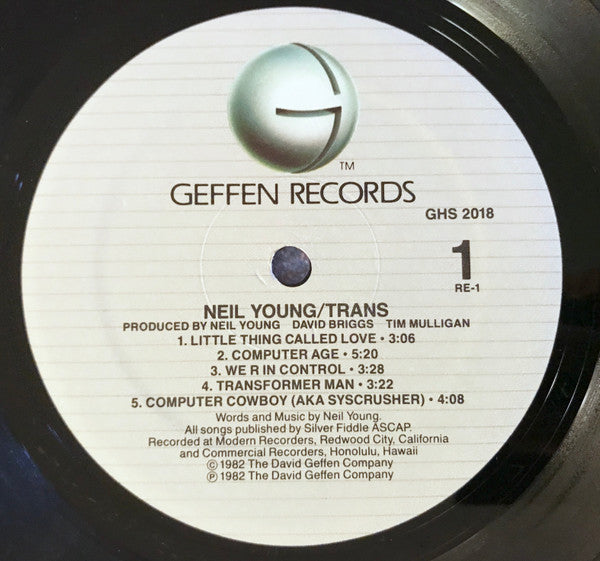 G
TM
GEFFEN RECORDS
GHS 2018
1
RE-1
NEIL YOUNG/TRANS
PRODUCED BY NEIL YOUNG DAVID BRIGGS TIM MULLIGAN
1. LITTLE THING CALLED LOVE • 3:06
2. COMPUTER AGE • 5:20
3. WE R IN CONTROL • 3:28
4. TRANSFORMER MAN • 3:22
5. COMPUTER COWBOY (AKA SYSCRUSHER) • 4:08
Words and Music by Neil Young.
All songs published by Silver Fiddle ASCAP.
Recorded at Modern Recorders, Redwood City, California
and Commercial Recorders, Honolulu, Hawaii
© 1982 The David Geffen Company
℗ 1982 The David Geffen Company